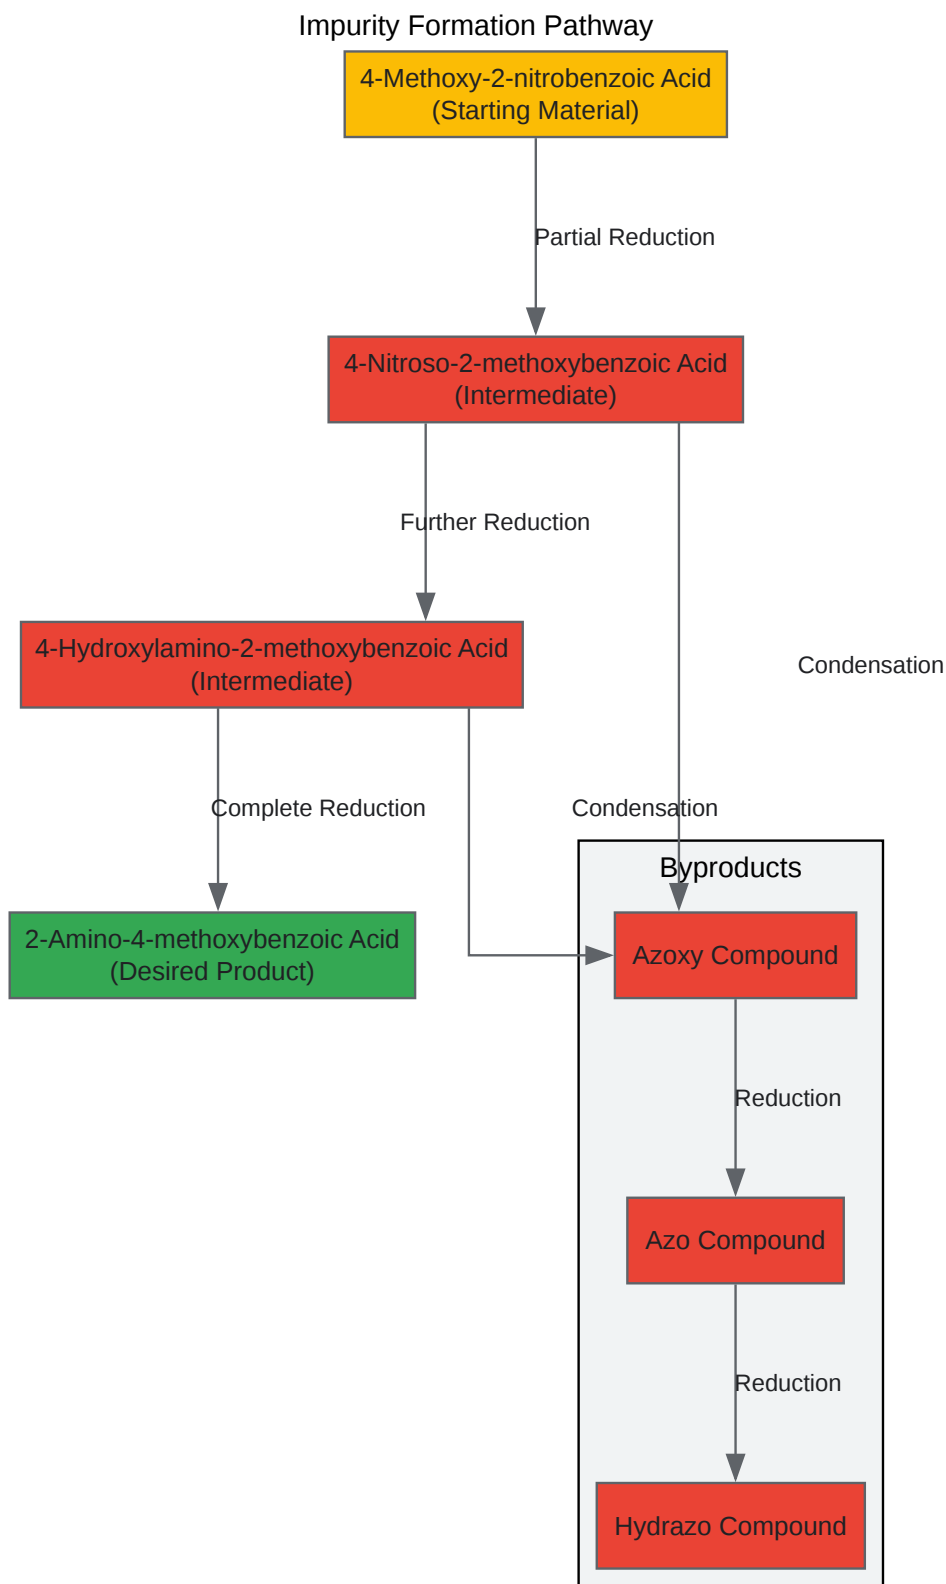 Impurity Formation Pathway
4-Methoxy-2-nitrobenzoic Acid
(Starting Material)
Partial Reduction
4-Nitroso-2-methoxybenzoic Acid
(Intermediate)
Further Reduction
4-Hydroxylamino-2-methoxybenzoic Acid
(Intermediate)
Condensation
Complete Reduction
Condensation
Byproducts
2-Amino-4-methoxybenzoic Acid
(Desired Product)
Azoxy Compound
Reduction
Azo Compound
Reduction
Hydrazo Compound